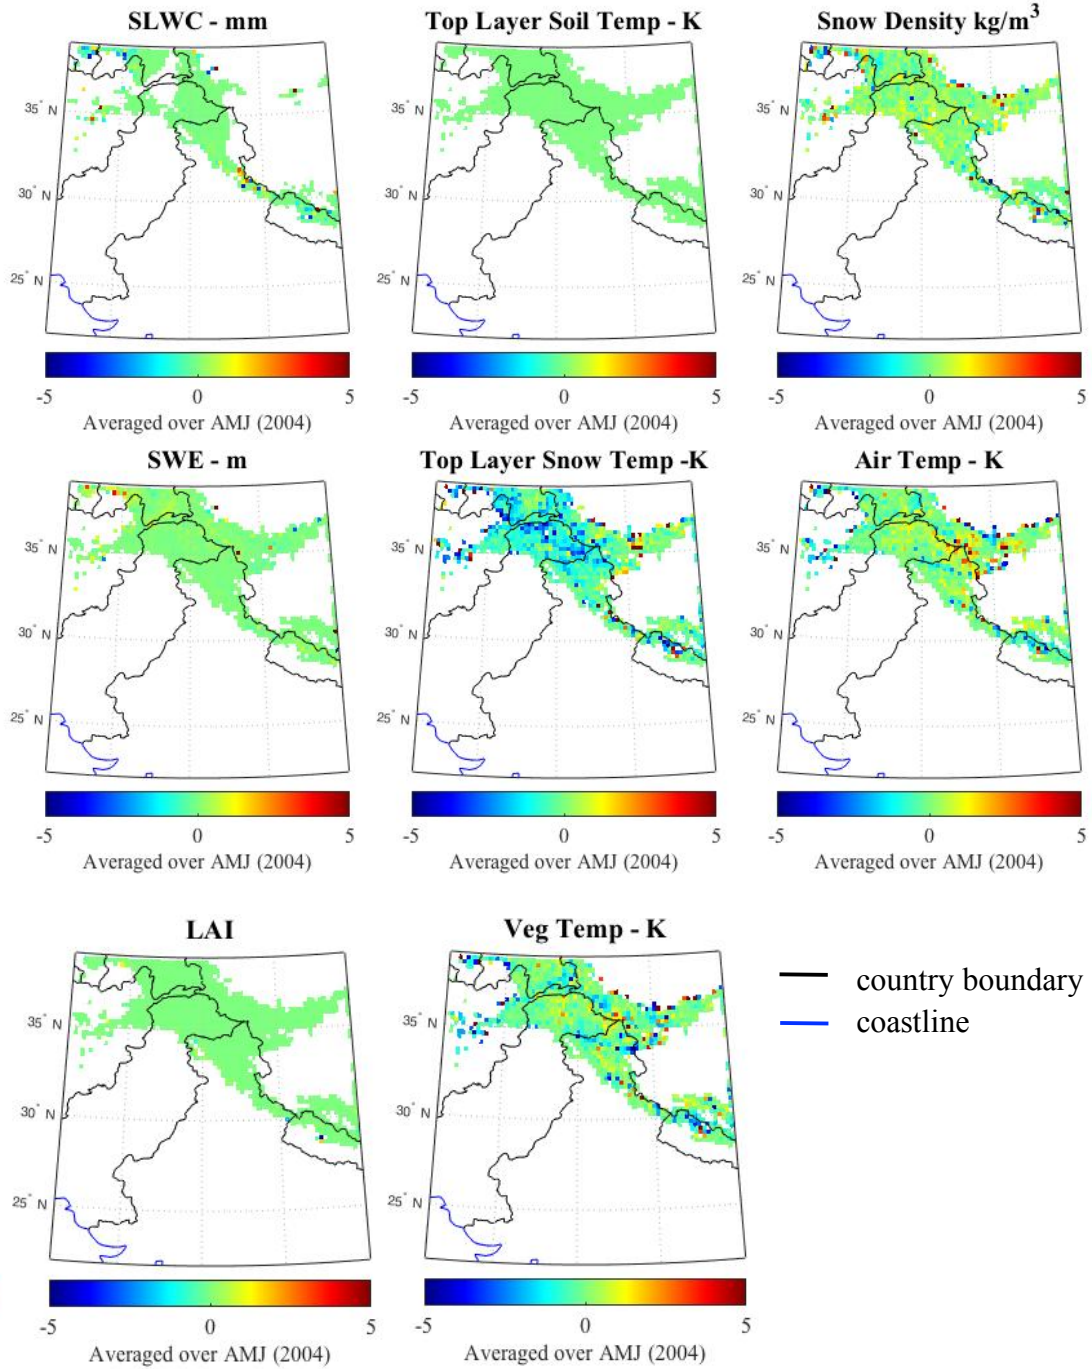 SLWC - mm
Top Layer Soil Temp - K
Snow Density kg/m³
35° N
30° N
25° N
35° N
30° N
25° N
35° N
30° N
25° N
-5 0 5
-5 0 5
-5 0 5
Averaged over AMJ (2004)
Averaged over AMJ (2004)
Averaged over AMJ (2004)
SWE - m
Top Layer Snow Temp -K
Air Temp - K
35° N
30° N
25° N
35° N
30° N
25° N
35° N
30° N
25° N
-5 0 5
-5 0 5
-5 0 5
Averaged over AMJ (2004)
Averaged over AMJ (2004)
Averaged over AMJ (2004)
LAI
Veg Temp - K
35° N
30° N
25° N
35° N
30° N
25° N
country boundary
coastline
-5 0 5
-5 0 5
Averaged over AMJ (2004)
Averaged over AMJ (2004)